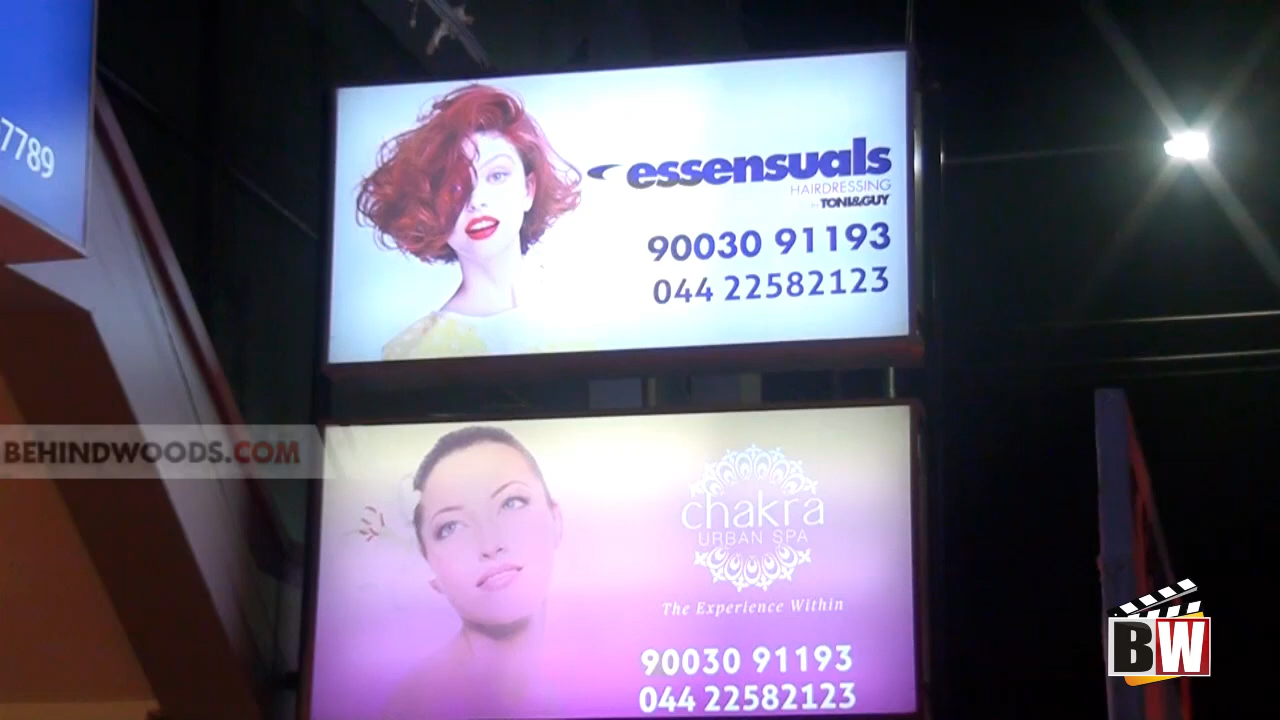 7789
essensuals
HAIRDRESSING
BY TONI&GUY
90030 91193
044 22582123
BEHINDWOODS.COM
chakra
URBAN SPA
The Experience Within
90030 91193
044 22582123
BW